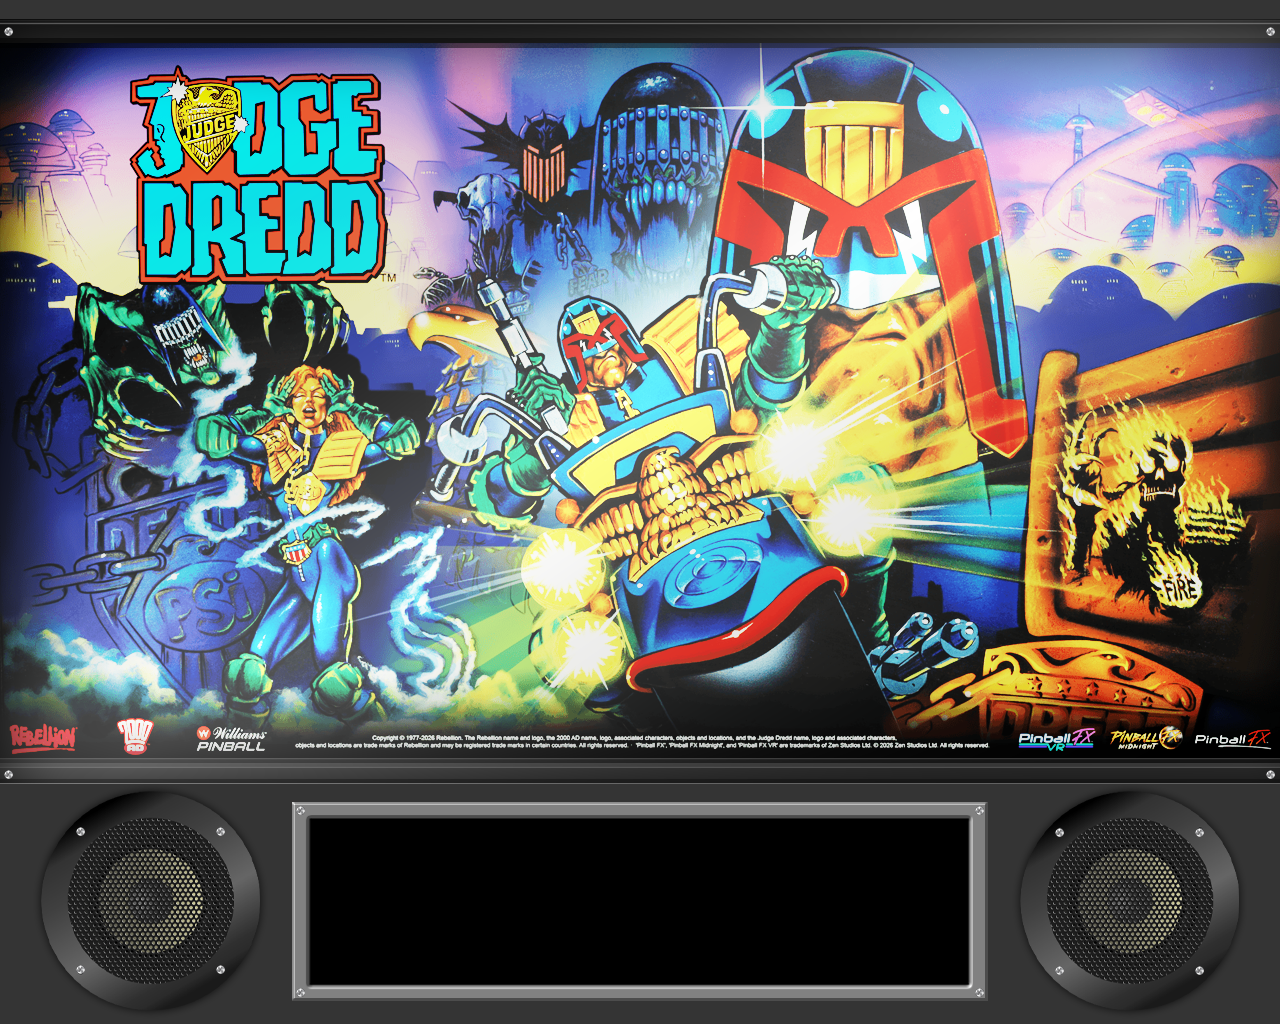 JUDGE
JUDGE
DREDD
TM
FEAR
PSi
FIRE
DREDD
REBELLION
2000
AD
Williams
PINBALL
Copyright © 1977-2026 Rebellion. The Rebellion name and logo, the 2000 AD name, logo, associated characters, objects and locations, and the Judge Dredd name, logo and associated characters,
objects and locations are trade marks of Rebellion and may be registered trade marks in certain countries. All rights reserved. · 'Pinball FX', 'Pinball FX Midnight', and 'Pinball FX VR' are trademarks of Zen Studios Ltd. © 2026 Zen Studios Ltd. All rights reserved.
Pinball FX
VR
PINBALL FX
MIDNIGHT
Pinball FX